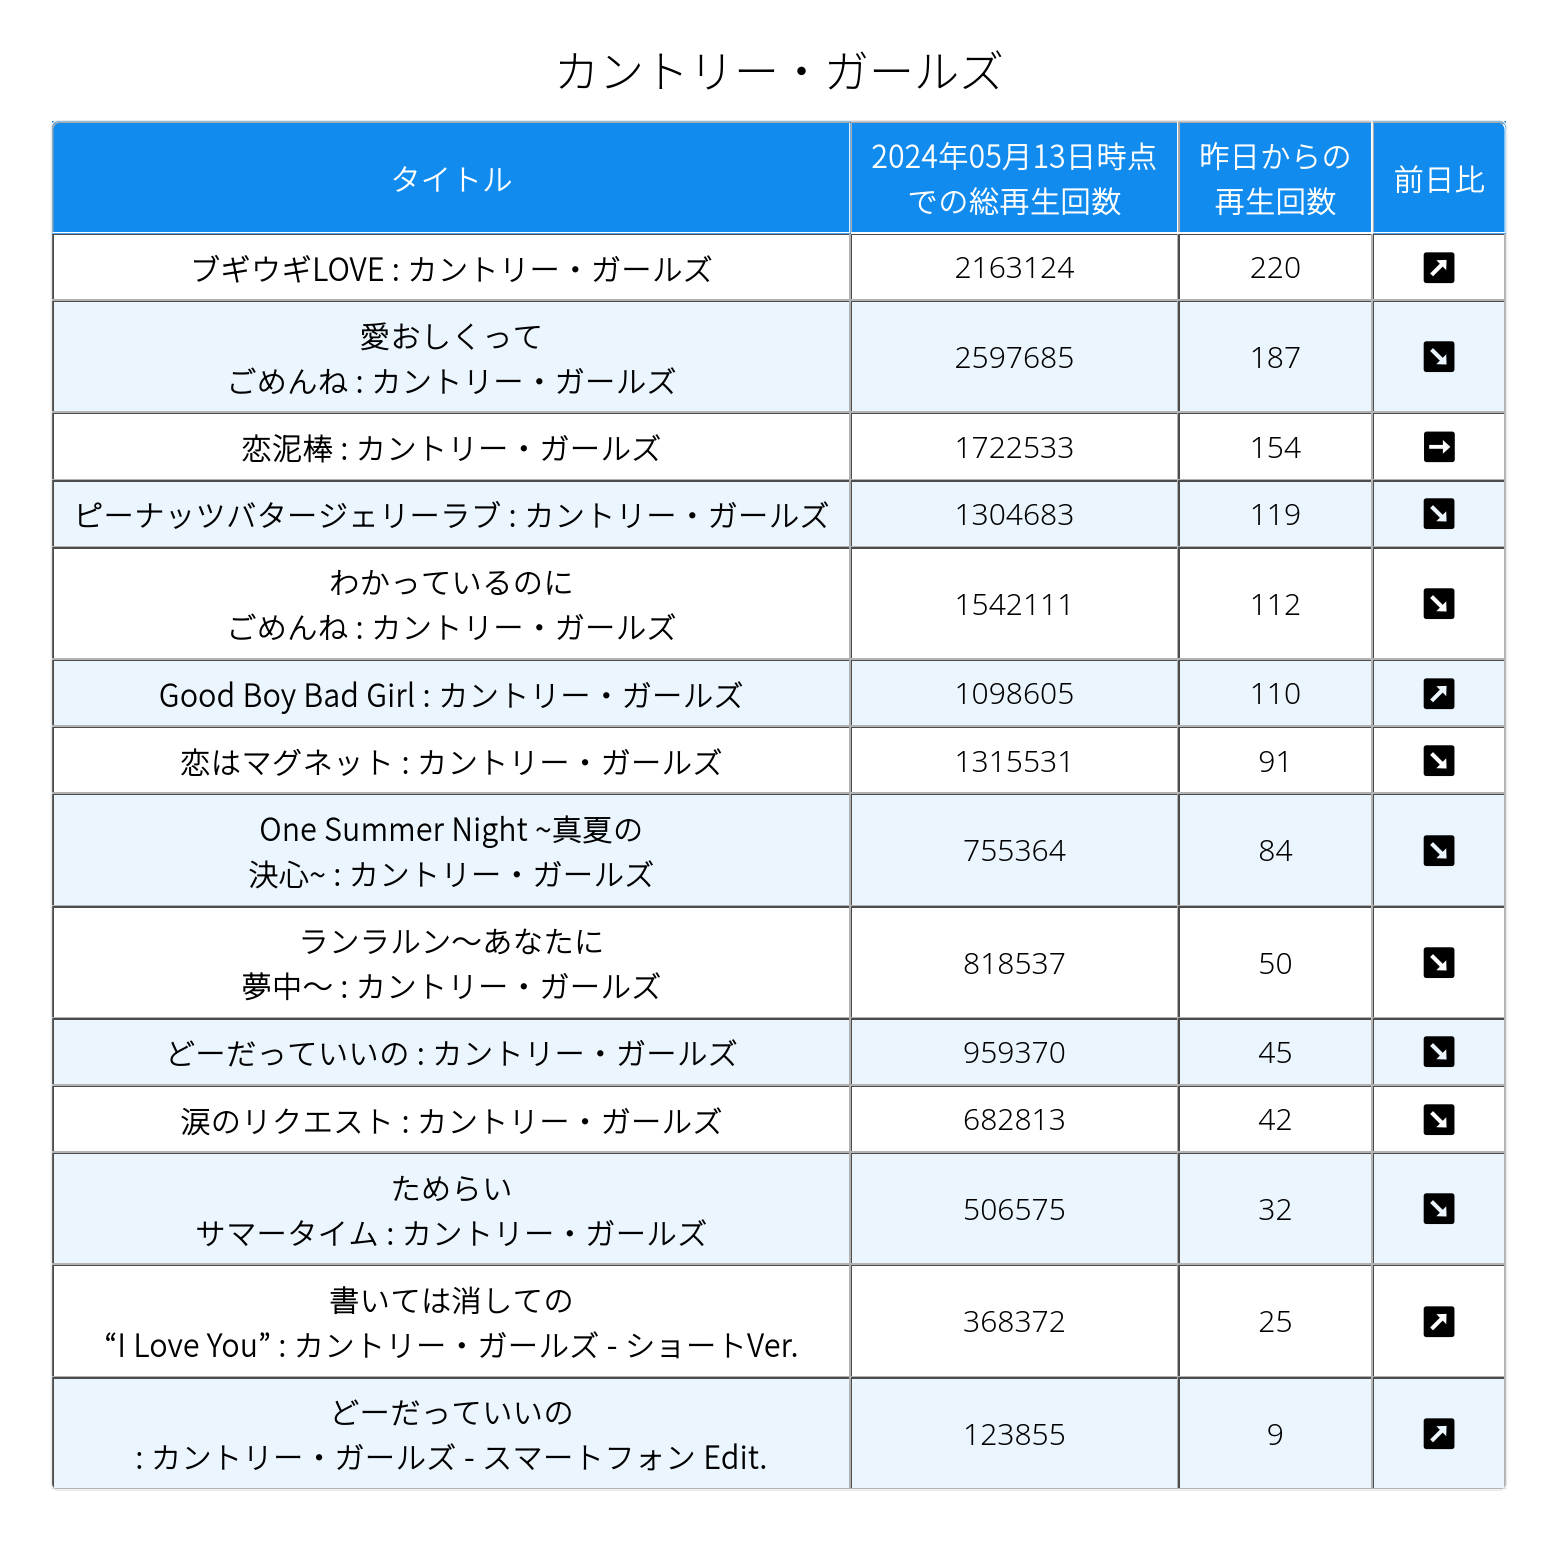 カントリー・ガールズ
タイトル
2024年05月13日時点
での総再生回数
昨日からの
再生回数
前日比
ブギウギLOVE : カントリー・ガールズ
2163124
220
愛おしくって
ごめんね : カントリー・ガールズ
2597685
187
恋泥棒 : カントリー・ガールズ
1722533
154
ピーナッツバタージェリーラブ : カントリー・ガールズ
1304683
119
わかっているのに
ごめんね : カントリー・ガールズ
1542111
112
Good Boy Bad Girl : カントリー・ガールズ
1098605
110
恋はマグネット : カントリー・ガールズ
1315531
91
One Summer Night ~真夏の
決心~ : カントリー・ガールズ
755364
84
ランラルン～あなたに
夢中～ : カントリー・ガールズ
818537
50
どーだっていいの : カントリー・ガールズ
959370
45
涙のリクエスト : カントリー・ガールズ
682813
42
ためらい
サマータイム : カントリー・ガールズ
506575
32
書いては消しての
“I Love You” : カントリー・ガールズ - ショートVer.
368372
25
どーだっていいの
: カントリー・ガールズ - スマートフォン Edit.
123855
9